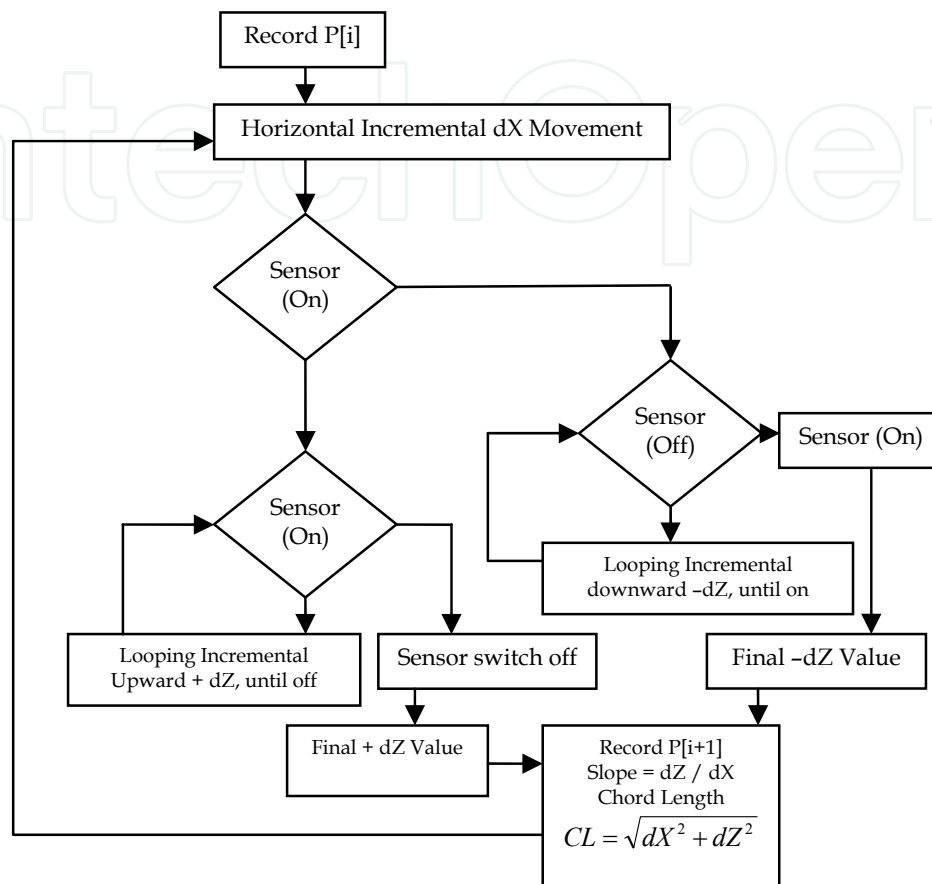 Record P[i]
Horizontal Incremental dX Movement
Sensor
(On)
Sensor
(Off)
Sensor (On)
Sensor
(On)
Looping Incremental
downward –dZ, until on
Looping Incremental
Upward + dZ, until off
Sensor switch off
Final –dZ Value
Final + dZ Value
Record P[i+1]
Slope = dZ / dX
Chord Length
CL = √dX² + dZ²
ntechOpen